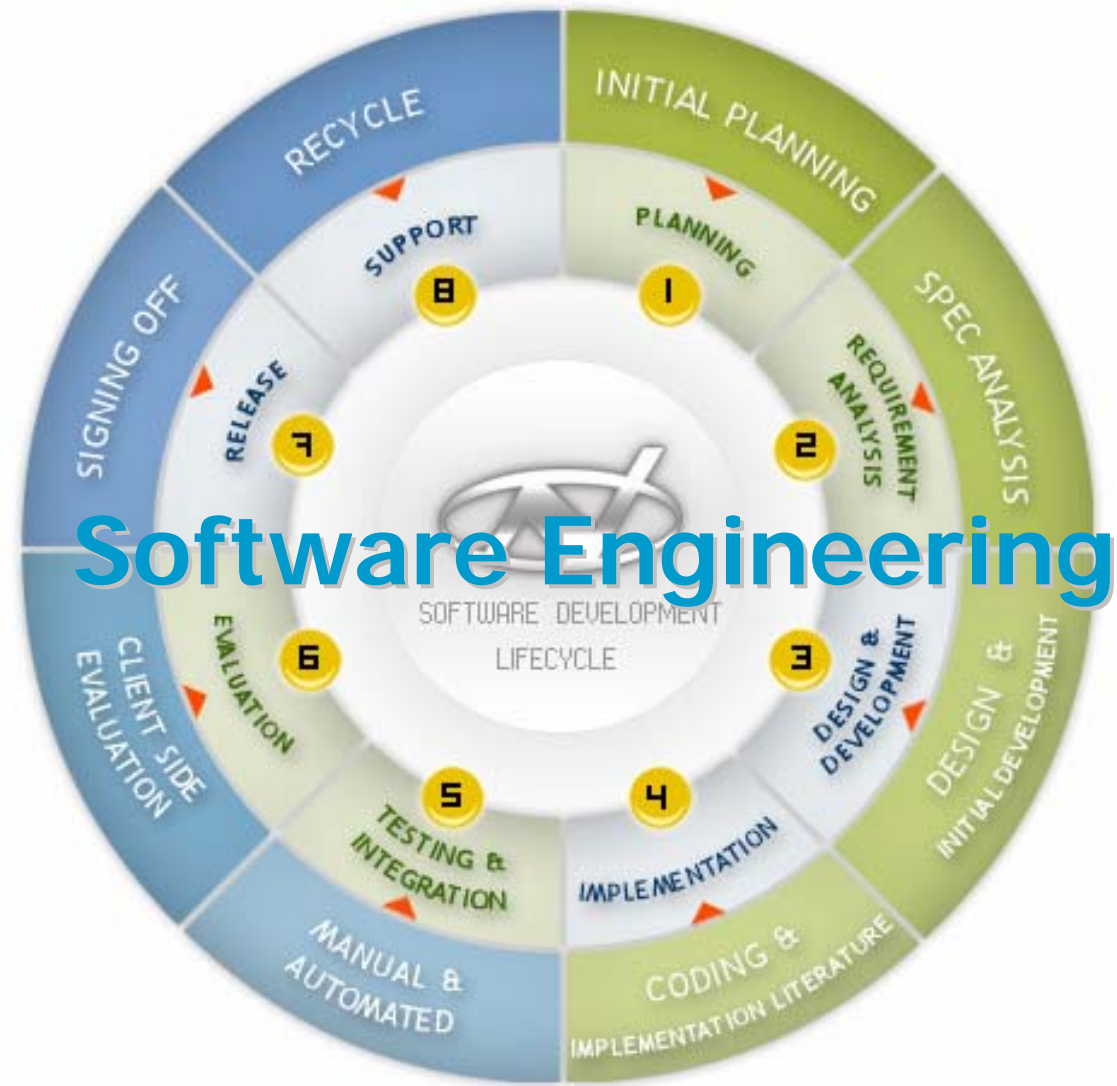 INITIAL PLANNING
PLANNING
1
SPEC ANALYSIS
REQUIREMENT
ANALYSIS
2
DESIGN &
INITIAL DEVELOPMENT
DESIGN &
DEVELOPMENT
3
CODING &
IMPLEMENTATION LITERATURE
IMPLEMENTATION
4
MANUAL &
AUTOMATED
TESTING &
INTEGRATION
5
CLIENT SIDE
EVALUATION
EVALUATION
6
SIGNING OFF
RELEASE
7
RECYCLE
SUPPORT
8
Software Engineering
SOFTWARE DEVELOPMENT
LIFECYCLE